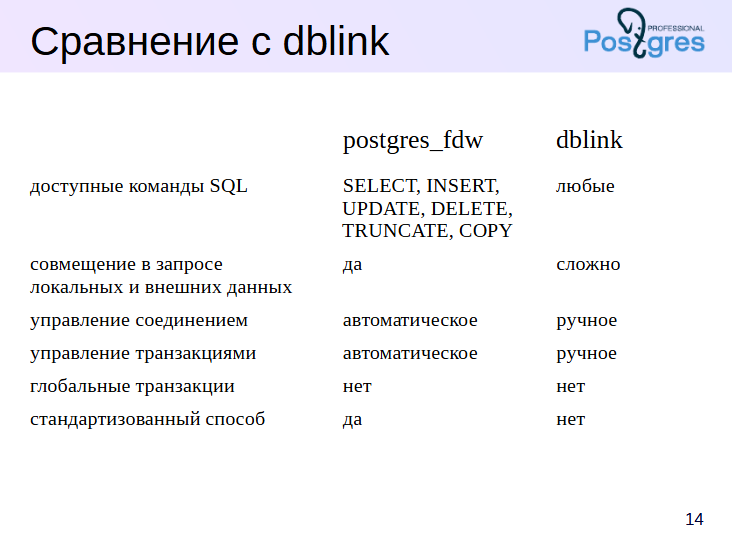 Сравнение с dblink
PROFESSIONAL
Postgres
postgres_fdw dblink
доступные команды SQL SELECT, INSERT, любые
UPDATE, DELETE,
TRUNCATE, COPY
совмещение в запросе да сложно
локальных и внешних данных
управление соединением автоматическое ручное
управление транзакциями автоматическое ручное
глобальные транзакции нет нет
стандартизованный способ да нет
14